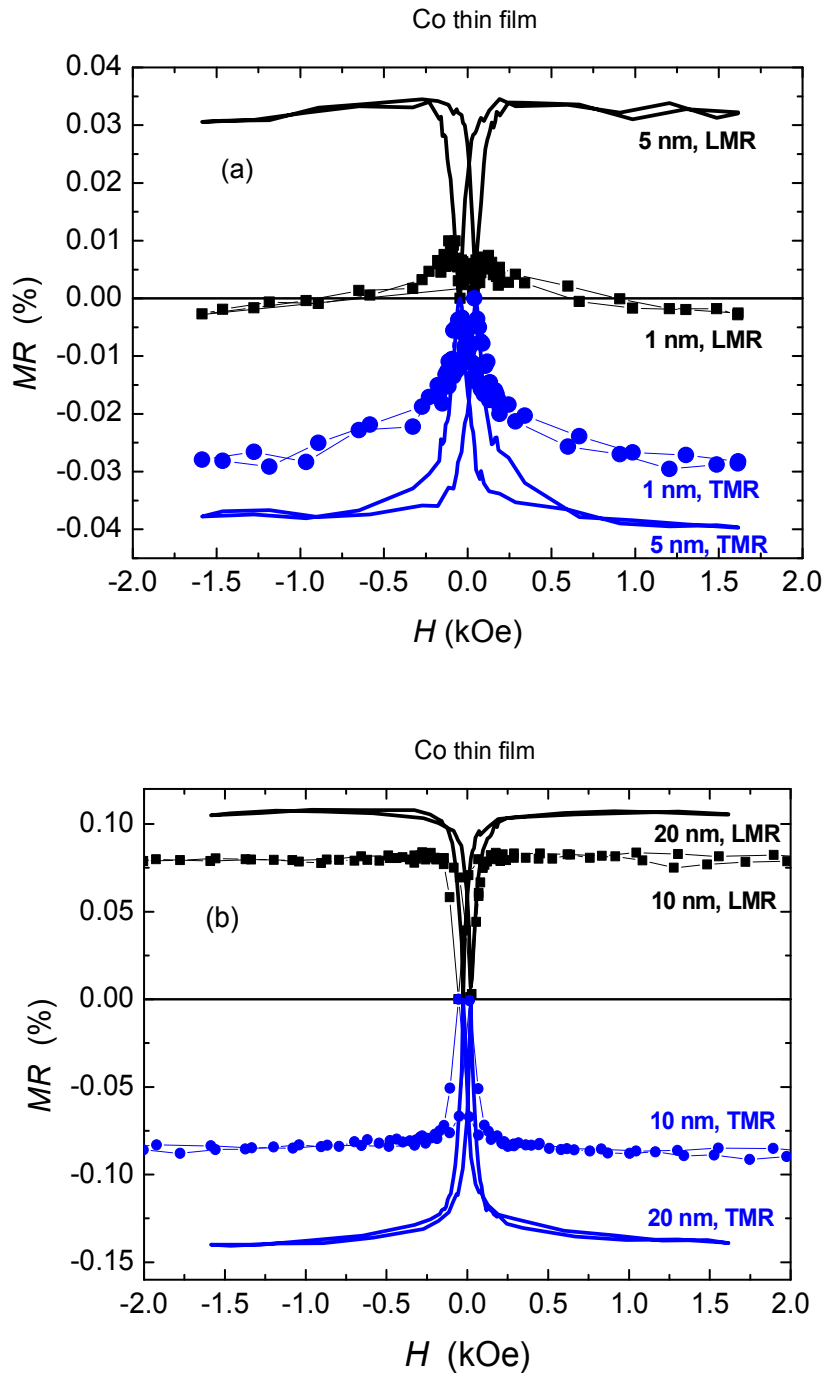 Co thin film
0.04
0.03
0.02
0.01
0.00
-0.01
-0.02
-0.03
-0.04
MR (%)
(a)
5 nm, LMR
1 nm, LMR
1 nm, TMR
5 nm, TMR
-2.0 -1.5 -1.0 -0.5 0.0 0.5 1.0 1.5 2.0
H (kOe)
Co thin film
0.10
0.05
0.00
-0.05
-0.10
-0.15
MR (%)
(b)
20 nm, LMR
10 nm, LMR
10 nm, TMR
20 nm, TMR
-2.0 -1.5 -1.0 -0.5 0.0 0.5 1.0 1.5 2.0
H (kOe)